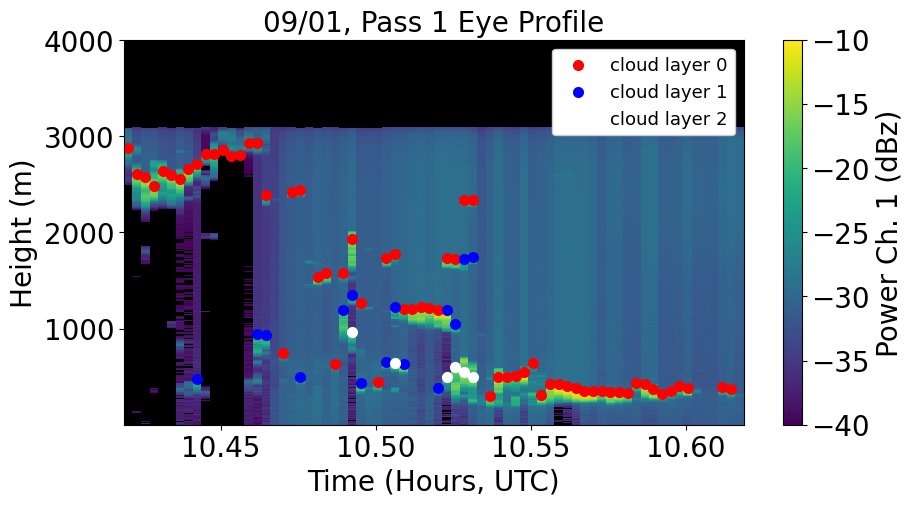 09/01, Pass 1 Eye Profile
cloud layer 0
cloud layer 1
cloud layer 2
Height (m)
4000
3000
2000
1000
10.45 10.50 10.55 10.60
Time (Hours, UTC)
−10
−15
−20
−25
−30
−35
−40
Power Ch. 1 (dBz)